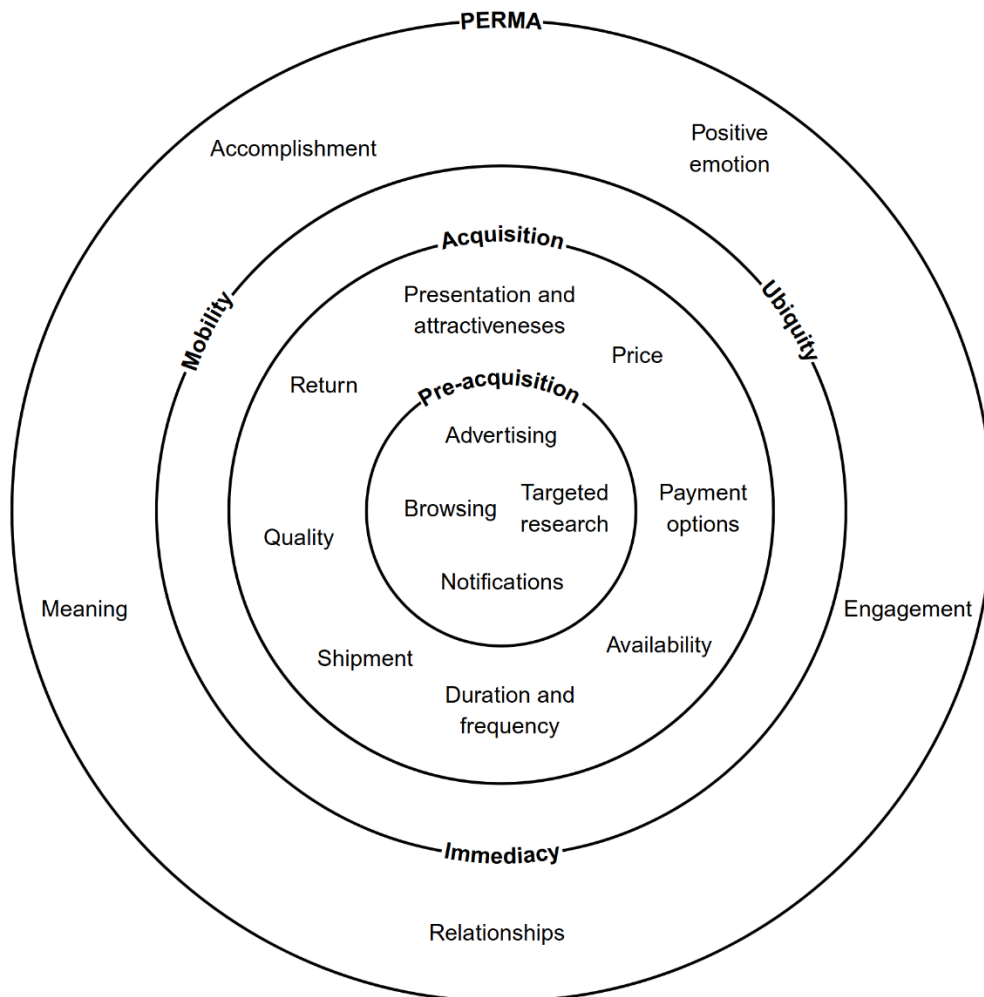 PERMA
Accomplishment
Positive
emotion
Acquisition
Mobility
Ubiquity
Presentation and
attractiveneses
Price
Return
Pre-acquisition
Advertising
Browsing
Targeted
research
Payment
options
Quality
Notifications
Meaning
Engagement
Shipment
Availability
Duration and
frequency
Immediacy
Relationships